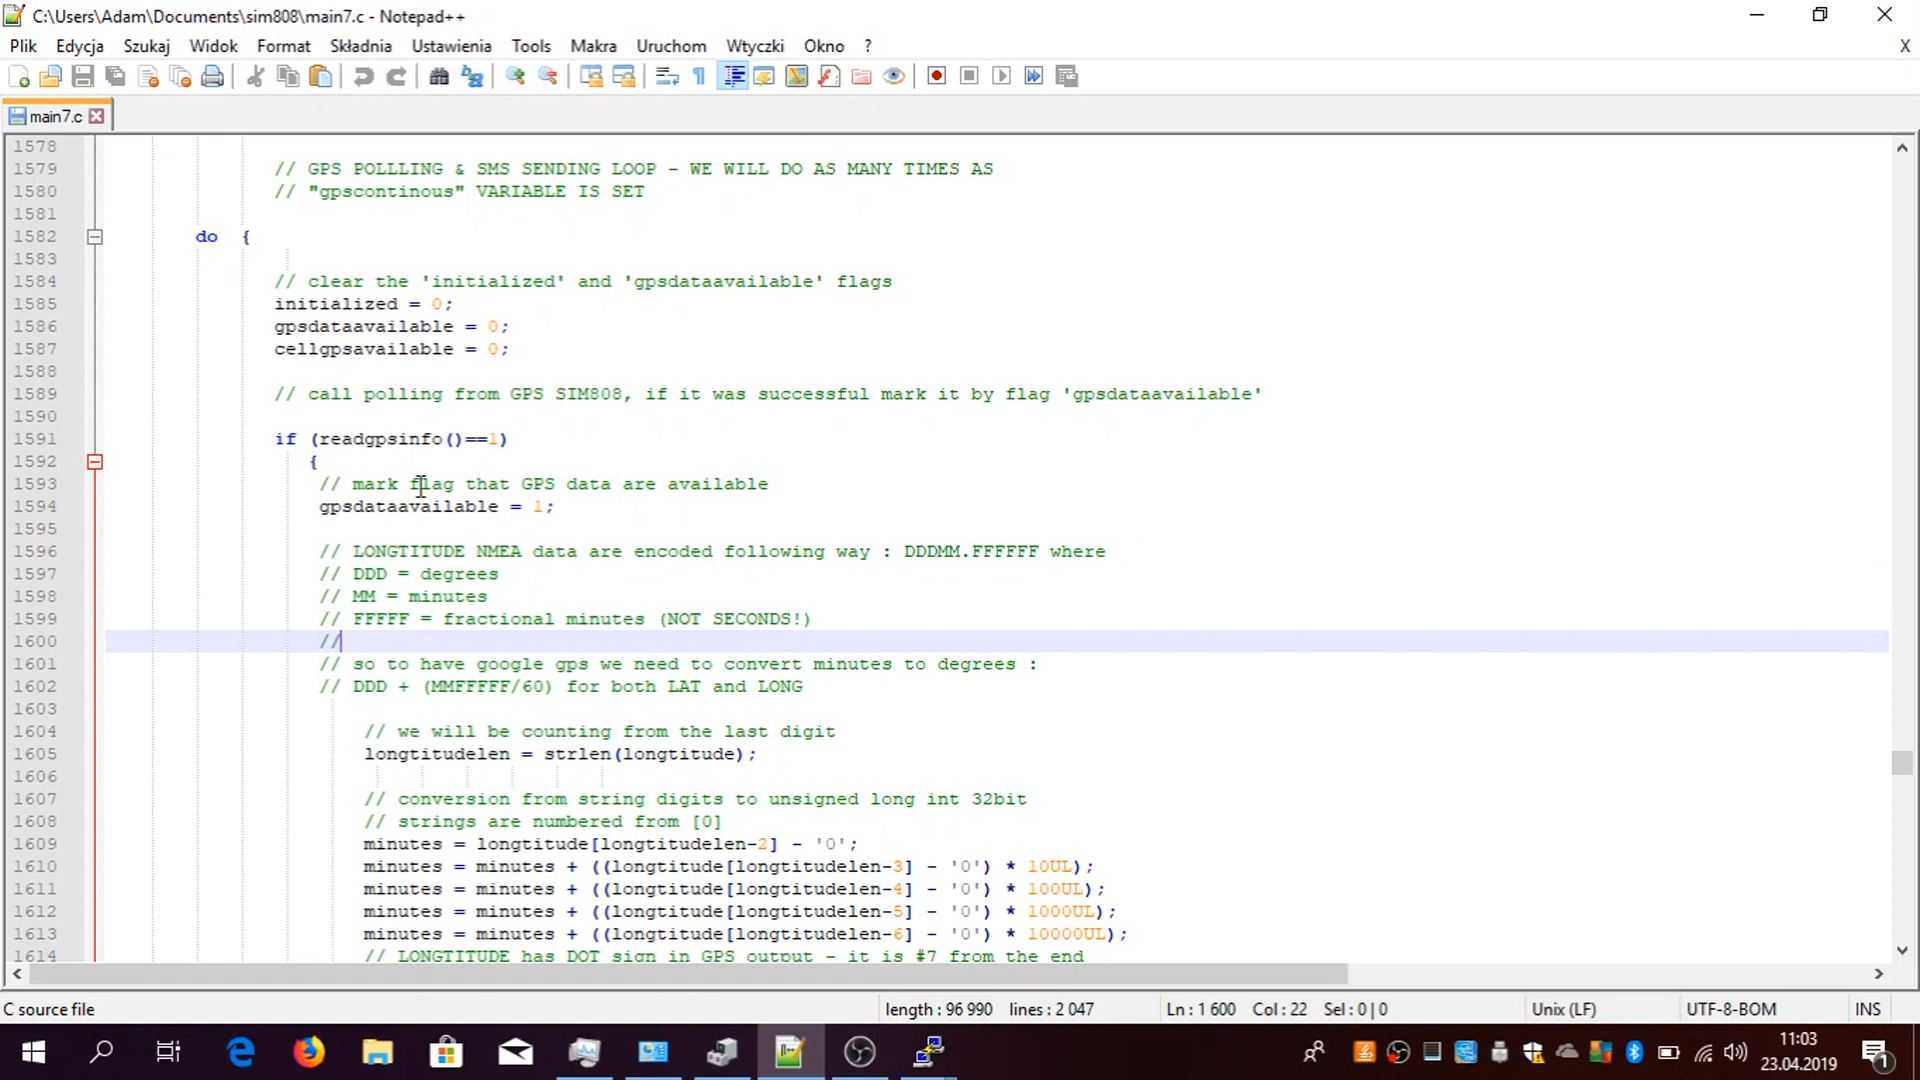 C:\Users\Adam\Documents\sim808\main7.c - Notepad++
Plik Edycja Szukaj Widok Format Składnia Ustawienia Tools Makra Uruchom Wtyczki Okno ? X
main7.c
1578
1579 // GPS POLLLING & SMS SENDING LOOP - WE WILL DO AS MANY TIMES AS
1580 // "gpscontinous" VARIABLE IS SET
1581
1582 do {
1583
1584 // clear the 'initialized' and 'gpsdataavailable' flags
1585 initialized = 0;
1586 gpsdataavailable = 0;
1587 cellgpsavailable = 0;
1588
1589 // call polling from GPS SIM808, if it was successful mark it by flag 'gpsdataavailable'
1590
1591 if (readgpsinfo()==1)
1592 {
1593 // mark flag that GPS data are available
1594 gpsdataavailable = 1;
1595
1596 // LONGTITUDE NMEA data are encoded following way : DDDMM.FFFFFF where
1597 // DDD = degrees
1598 // MM = minutes
1599 // FFFFF = fractional minutes (NOT SECONDS!)
1600 //
1601 // so to have google gps we need to convert minutes to degrees :
1602 // DDD + (MMFFFFF/60) for both LAT and LONG
1603
1604 // we will be counting from the last digit
1605 longtitudelen = strlen(longtitude);
1606
1607 // conversion from string digits to unsigned long int 32bit
1608 // strings are numbered from [0]
1609 minutes = longtitude[longtitudelen-2] - '0';
1610 minutes = minutes + ((longtitude[longtitudelen-3] - '0') * 10UL);
1611 minutes = minutes + ((longtitude[longtitudelen-4] - '0') * 100UL);
1612 minutes = minutes + ((longtitude[longtitudelen-5] - '0') * 1000UL);
1613 minutes = minutes + ((longtitude[longtitudelen-6] - '0') * 10000UL);
1614 // LONGTITUDE has DOT sign in GPS output - it is #7 from the end
C source file length : 96 990 lines : 2 047 Ln : 1 600 Col : 22 Sel : 0 | 0 Unix (LF) UTF-8-BOM INS
11:03
23.04.2019
1